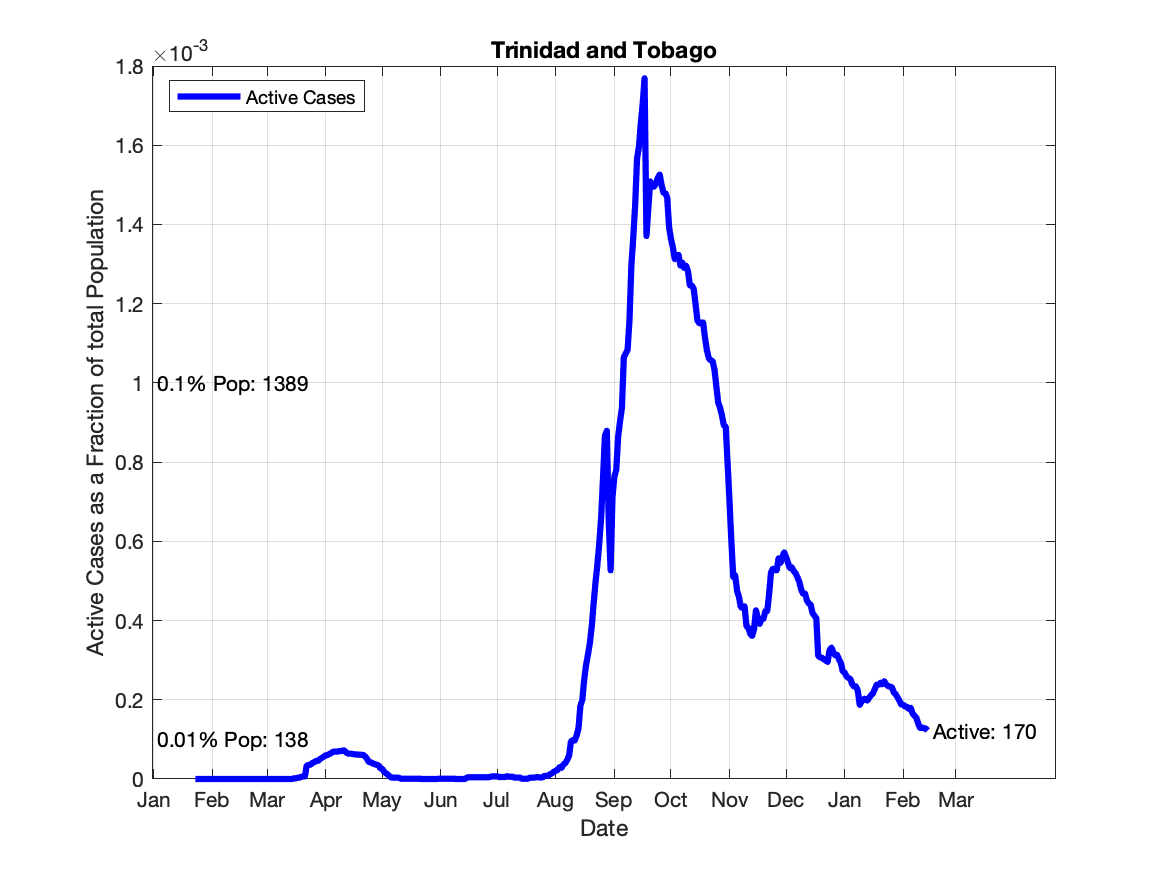 ×10-3
Trinidad and Tobago
1.8
1.6
1.4
1.2
1
0.8
0.6
0.4
0.2
0
Active Cases
Active Cases as a Fraction of total Population
0.1% Pop: 1389
0.01% Pop: 138
Active: 170
Jan Feb Mar Apr May Jun Jul Aug Sep Oct Nov Dec Jan Feb Mar
Date